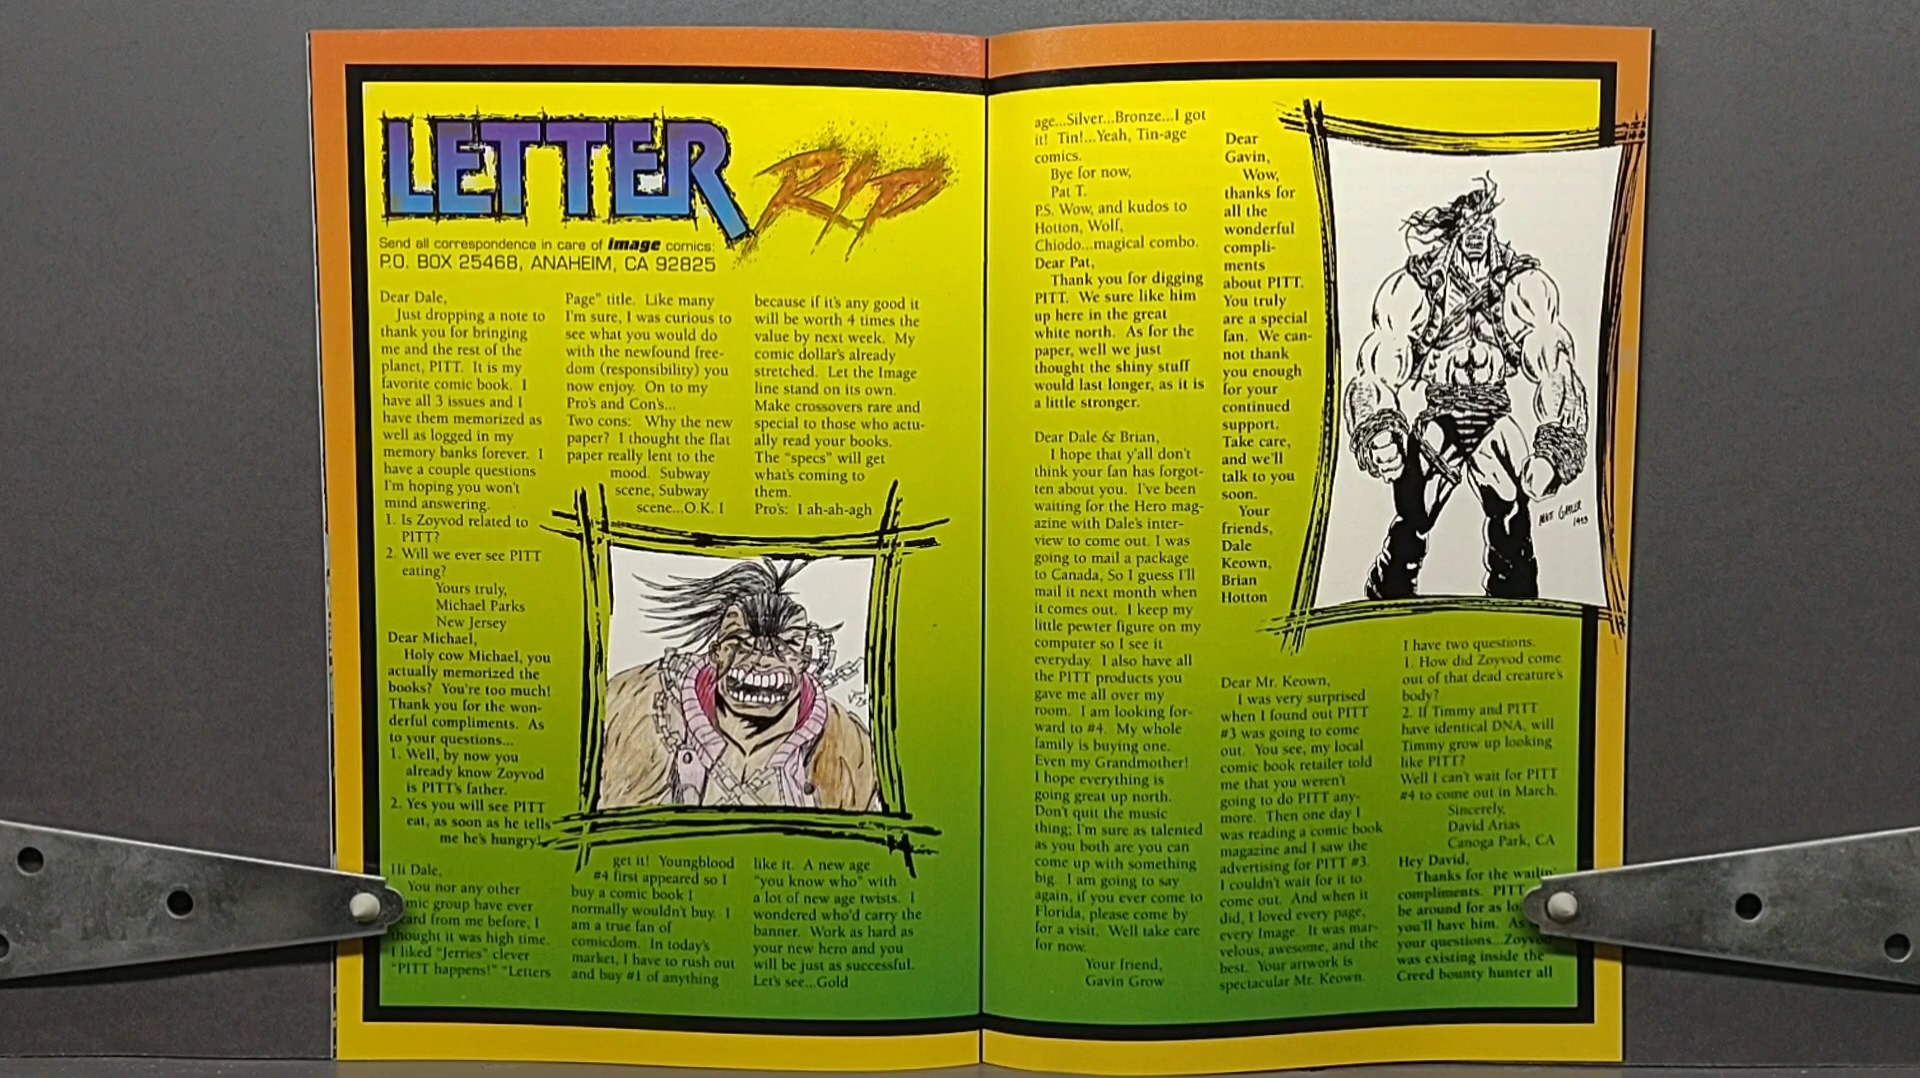 LETTER RIP
Send all correspondence in care of image comics:
P.O. BOX 25468, ANAHEIM, CA 92825
Dear Dale,
Just dropping a note to
thank you for bringing
me and the rest of the
planet, PITT. It is my
favorite comic book. I
have all 3 issues and I
have them memorized as
well as logged in my
memory banks forever. I
have a couple questions
I'm hoping you won't
mind answering.
1. Is Zoyvod related to
PITT?
2. Will we ever see PITT
eating?
Yours truly,
Michael Parks
New Jersey
Dear Michael,
Holy cow Michael, you
actually memorized the
books? You're too much!
Thank you for the won-
derful compliments. As
to your questions...
1. Well, by now you
already know Zoyvod
is PITT's father.
2. Yes you will see PITT
eat, as soon as he tells
me he's hungry!
Hi Dale,
You nor any other
mic group have ever
eard from me before, I
thought it was high time.
I liked "Jerries" clever
"PITT happens!" "Letters
Page" title. Like many
I'm sure, I was curious to
see what you would do
with the newfound free-
dom (responsibility) you
now enjoy. On to my
Pro's and Con's...
Two cons: Why the new
paper? I thought the flat
paper really lent to the
mood. Subway
scene, Subway
scene...O.K. I
get it! Youngblood
#4 first appeared so I
buy a comic book I
normally wouldn't buy. I
am a true fan of
comicdom. In today's
market, I have to rush out
and buy #1 of anything
because if it's any good it
will be worth 4 times the
value by next week. My
comic dollar's already
stretched. Let the Image
line stand on its own.
Make crossovers rare and
special to those who actu-
ally read your books.
The "specs" will get
what's coming to
them.
Pro's: I ah-ah-agh
like it. A new age
"you know who" with
a lot of new age twists. I
wondered who'd carry the
banner. Work as hard as
your new hero and you
will be just as successful.
Let's see...Gold
age...Silver...Bronze...I got
it! Tin!...Yeah, Tin-age
comics.
Bye for now,
Pat T.
P.S. Wow, and kudos to
Hotton, Wolf,
Chiodo...magical combo.
Dear Pat,
Thank you for digging
PITT. We sure like him
up here in the great
white north. As for the
paper, well we just
thought the shiny stuff
would last longer, as it is
a little stronger.
Dear Dale & Brian,
I hope that y'all don't
think your fan has forgot-
ten about you. I've been
waiting for the Hero mag-
azine with Dale's inter-
view to come out. I was
going to mail a package
to Canada, So I guess I'll
mail it next month when
it comes out. I keep my
little pewter figure on my
computer so I see it
everyday. I also have all
the PITT products you
gave me all over my
room. I am looking for-
ward to #4. My whole
family is buying one.
Even my Grandmother!
I hope everything is
going great up north.
Don't quit the music
thing; I'm sure as talented
as you both are you can
come up with something
big. I am going to say
again, if you ever come to
Florida, please come by
for a visit. Well take care
for now.
Your friend,
Gavin Grow
Dear
Gavin,
Wow,
thanks for
all the
wonderful
compli-
ments
about PITT.
You truly
are a special
fan. We can-
not thank
you enough
for your
continued
support.
Take care,
and we'll
talk to you
soon.
Your
friends,
Dale
Keown,
Brian
Hotton
Dear Mr. Keown,
I was very surprised
when I found out PITT
#3 was going to come
out. You see, my local
comic book retailer told
me that you weren't
going to do PITT any-
more. Then one day I
was reading a comic book
magazine and I saw the
advertising for PITT #3.
I couldn't wait for it to
come out. And when it
did, I loved every page,
every Image. It was mar-
velous, awesome, and the
best. Your artwork is
spectacular Mr. Keown.
I have two questions.
1. How did Zoyvod come
out of that dead creature's
body?
2. If Timmy and PITT
have identical DNA, will
Timmy grow up looking
like PITT?
Well I can't wait for PITT
#4 to come out in March.
Sincerely,
David Arias
Canoga Park, CA
Hey David,
Thanks for the wailin'
compliments. PITT
be around for as lo
you'll have him. As
your questions...Zoyvod
was existing inside the
Creed bounty hunter all
1993